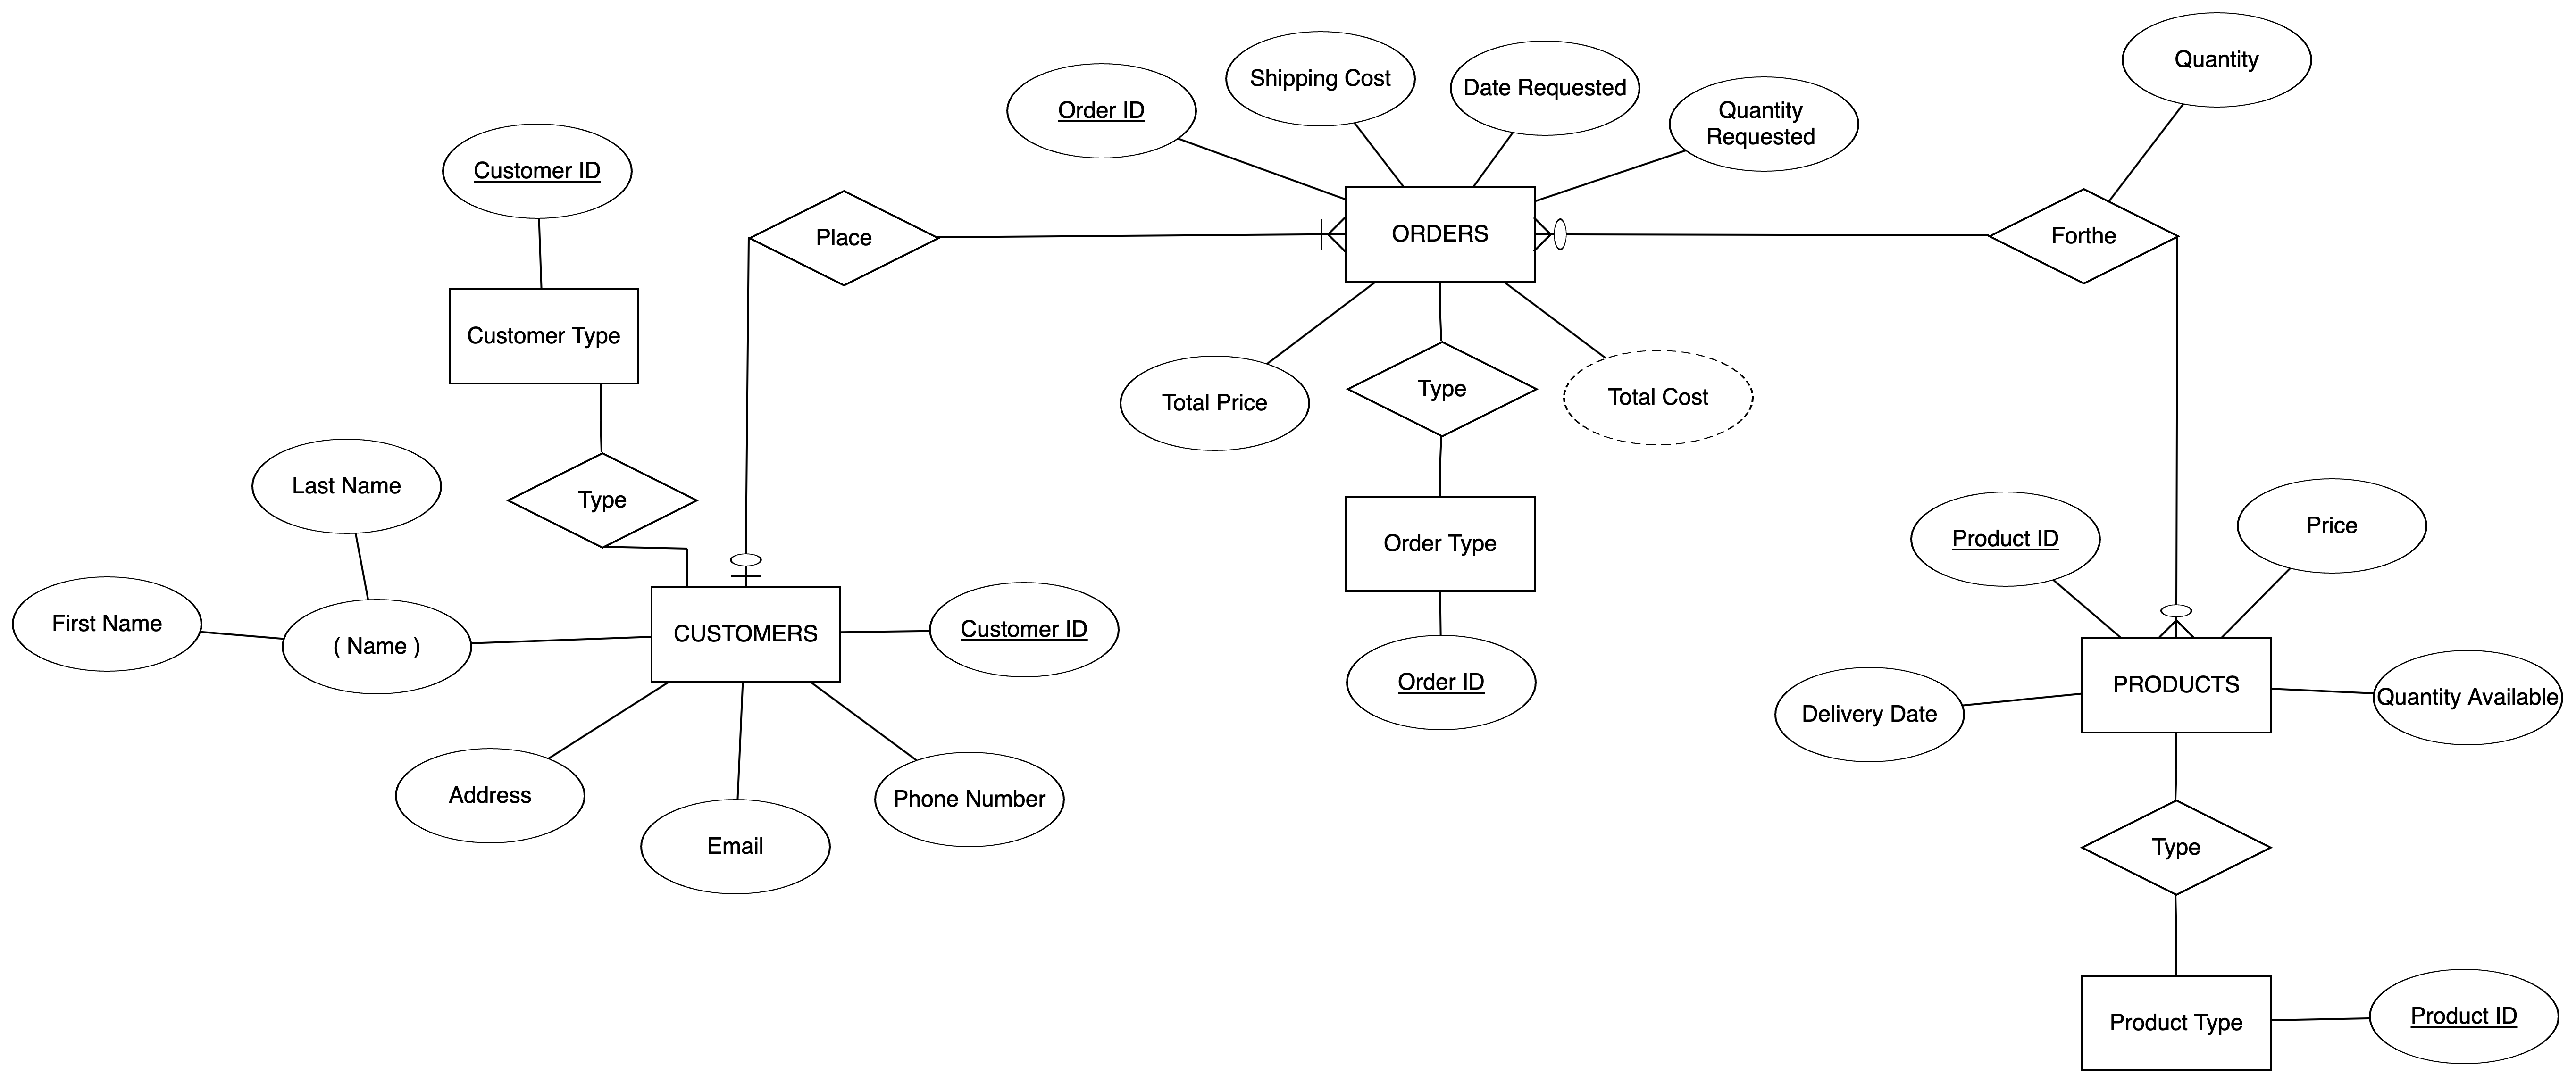 Quantity
Shipping Cost
Date Requested
Order ID
Quantity
Requested
Customer ID
Place
ORDERS
Forthe
Customer Type
Type
Total Cost
Total Price
Last Name
Type
Order Type
Product ID
Price
First Name
( Name )
CUSTOMERS
Customer ID
Order ID
PRODUCTS
Delivery Date
Quantity Available
Address
Phone Number
Email
Type
Product Type
Product ID